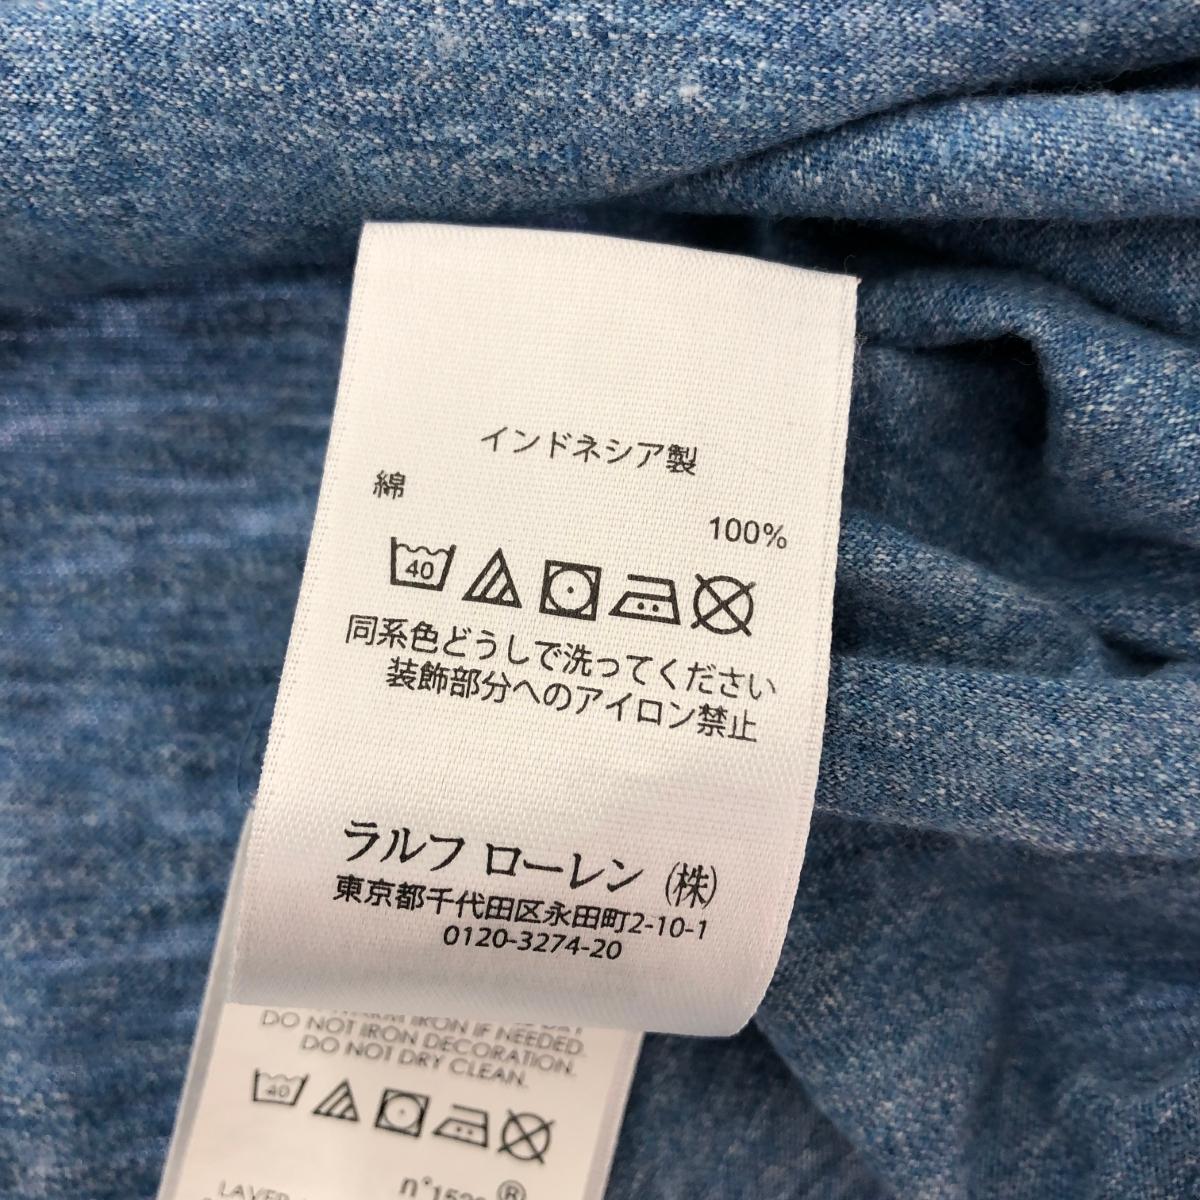 インドネシア製
綿
100%
40
同系色どうしで洗ってください
装飾部分へのアイロン禁止
ラルフ ローレン (株)
東京都千代田区永田町2-10-1
0120-3274-20
IRON IF NEEDED.
DO NOT IRON DECORATION.
DO NOT DRY CLEAN.
40
n°
®